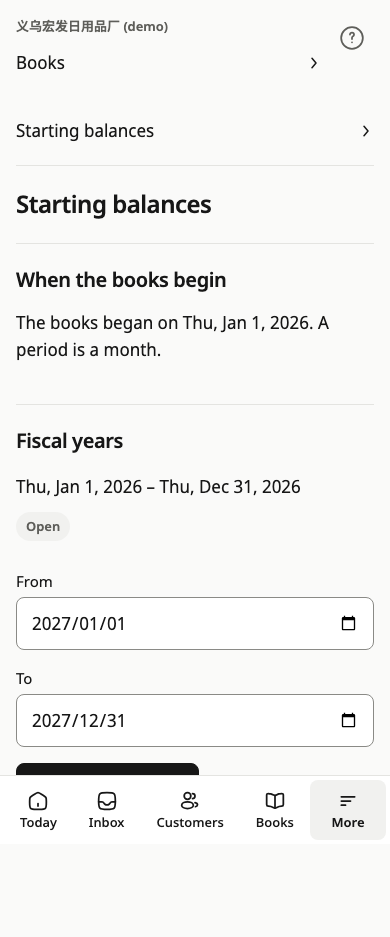 义乌宏发日用品厂 (demo)
Books
Starting balances
Starting balances
When the books begin
The books began on Thu, Jan 1, 2026. A
period is a month.
Fiscal years
Thu, Jan 1, 2026 – Thu, Dec 31, 2026
Open
From
2027/01/01
To
2027/12/31
Today
Inbox
Customers
Books
More